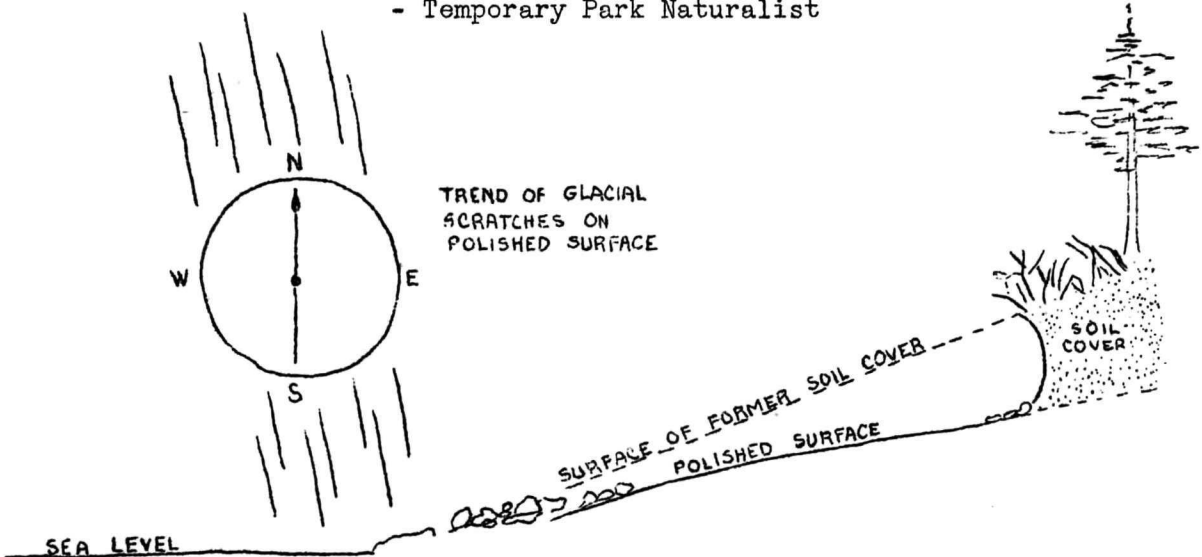 - Temporary Park Naturalist
N
W
E
S
TREND OF GLACIAL
SCRATCHES ON
POLISHED SURFACE
SOIL
COVER
SURFACE OF FORMER SOIL COVER
POLISHED SURFACE
SEA LEVEL